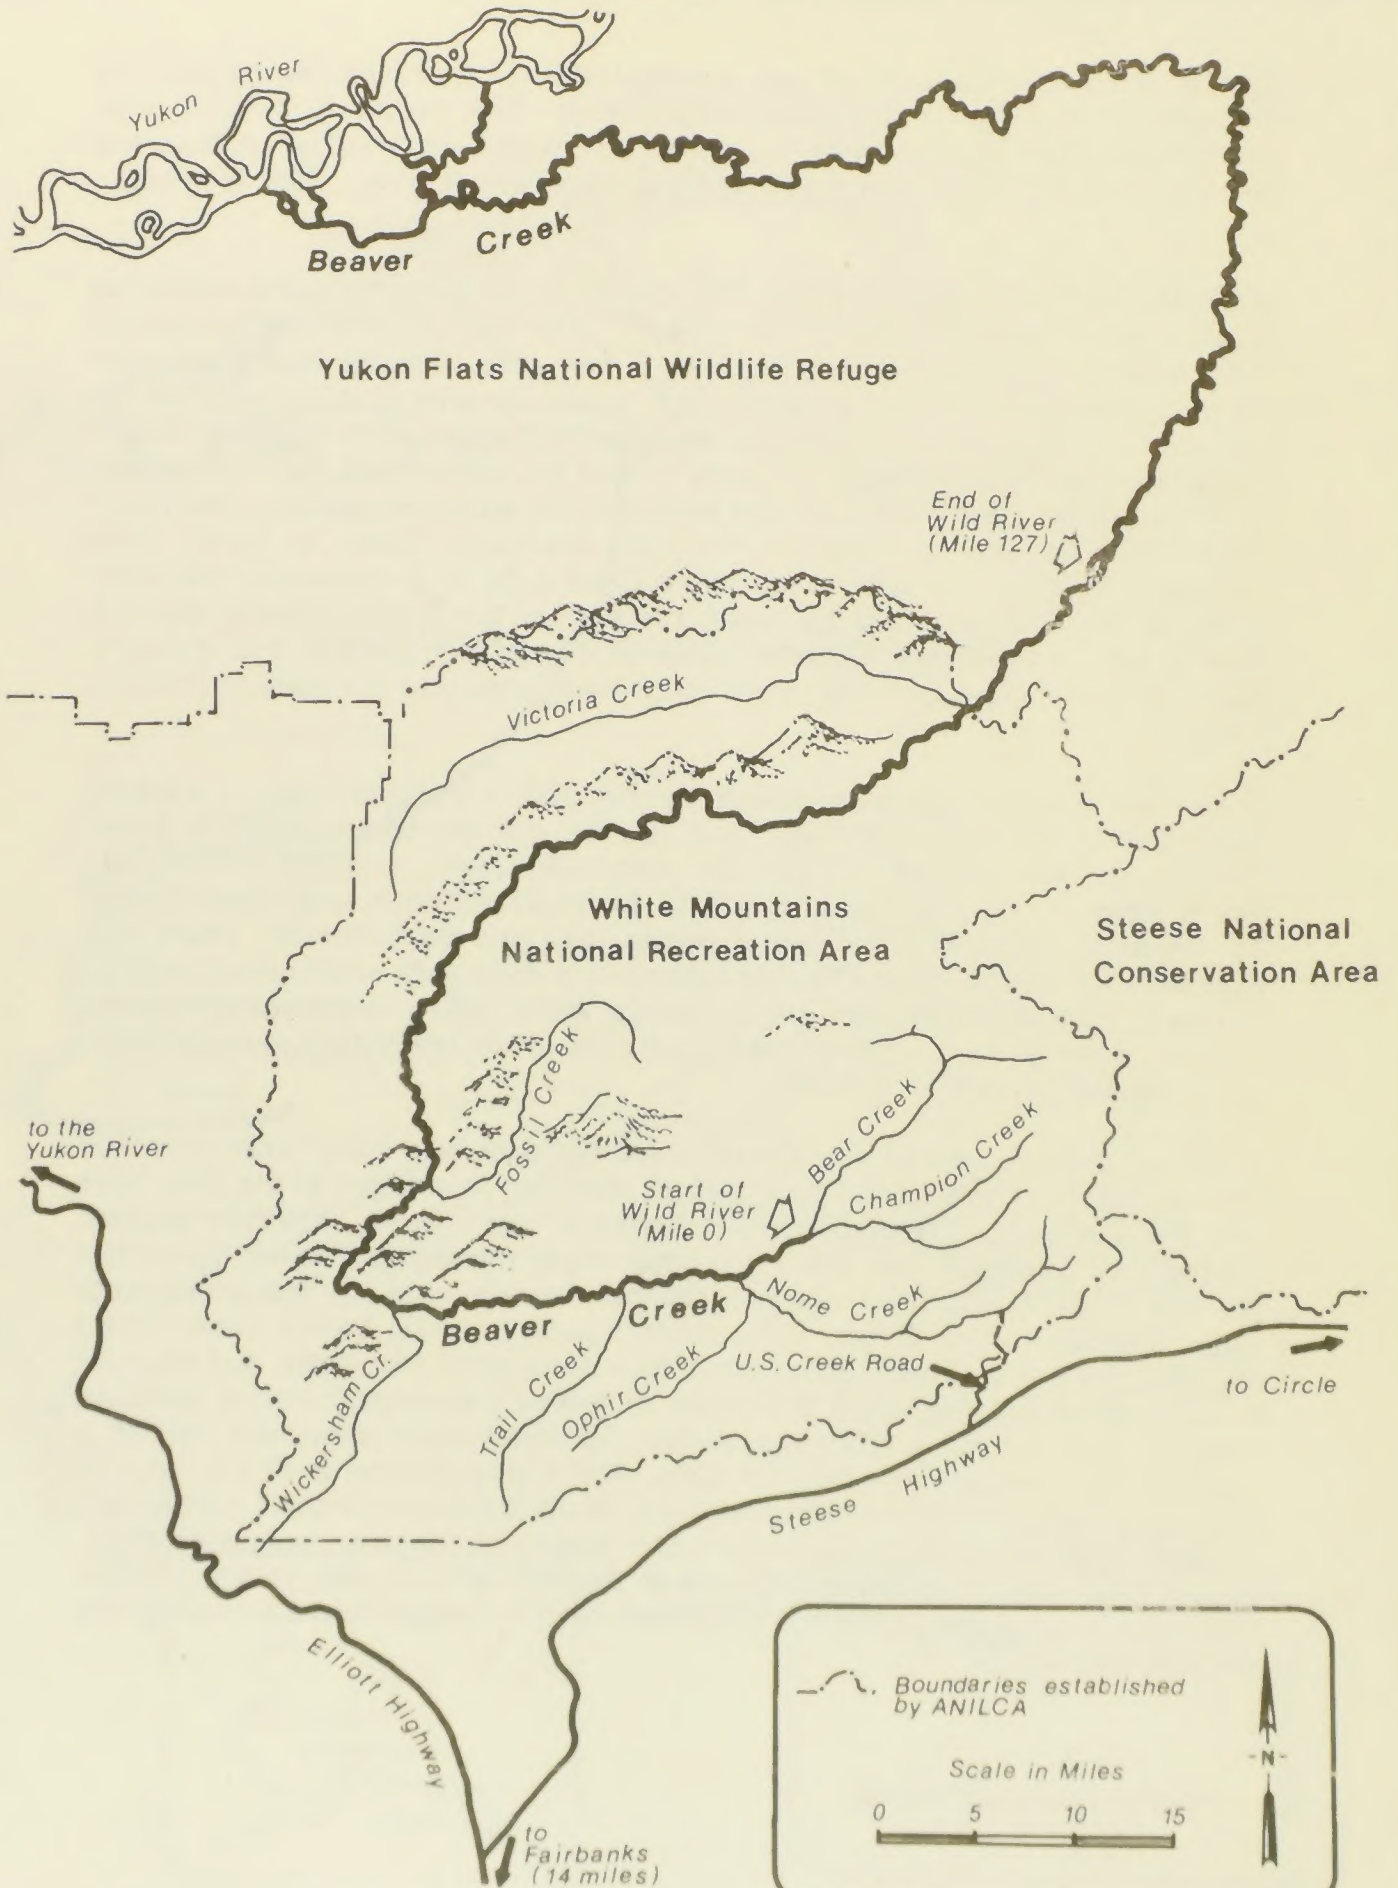 Yukon River
Beaver Creek
Yukon Flats National Wildlife Refuge
End of
Wild River
(Mile 127)
Victoria Creek
White Mountains
National Recreation Area
Steese National
Conservation Area
Fossil Creek
Bear Creek
Champion Creek
to the
Yukon River
Start of
Wild River
(Mile 0)
Nome Creek
Beaver Creek
U.S. Creek Road
to Circle
Wickersham Cr.
Trail Creek
Ophir Creek
Steese Highway
Elliott Highway
to
Fairbanks
(14 miles)
Boundaries established
by ANILCA
Scale in Miles
0 5 10 15
-N-